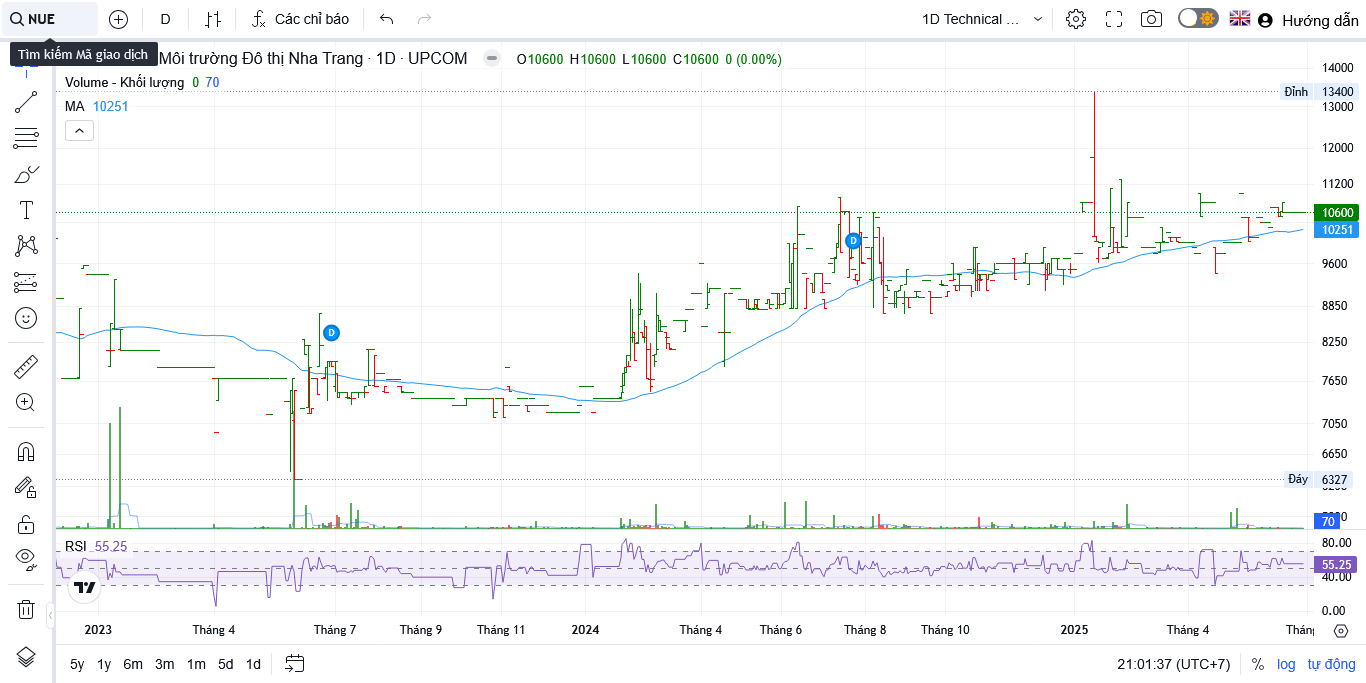 NUE
D
Các chỉ báo
1D Technical ...
Hướng dẫn
Tìm kiếm Mã giao dịch
Môi trường Đô thị Nha Trang · 1D · UPCOM
O10600 H10600 L10600 C10600 0 (0.00%)
Volume - Khối lượng 0 70
MA 10251
14000
Đỉnh 13400
13000
12000
11200
10600
10251
9600
8850
8250
7650
7050
6650
Đáy 6327
70
D
D
RSI 55.25
80.00
55.25
40.00
0.00
2023 Tháng 4 Tháng 7 Tháng 9 Tháng 11 2024 Tháng 4 Tháng 6 Tháng 8 Tháng 10 2025 Tháng 4 Thán
5y 1y 6m 3m 1m 5d 1d
21:01:37 (UTC+7) % log tự động